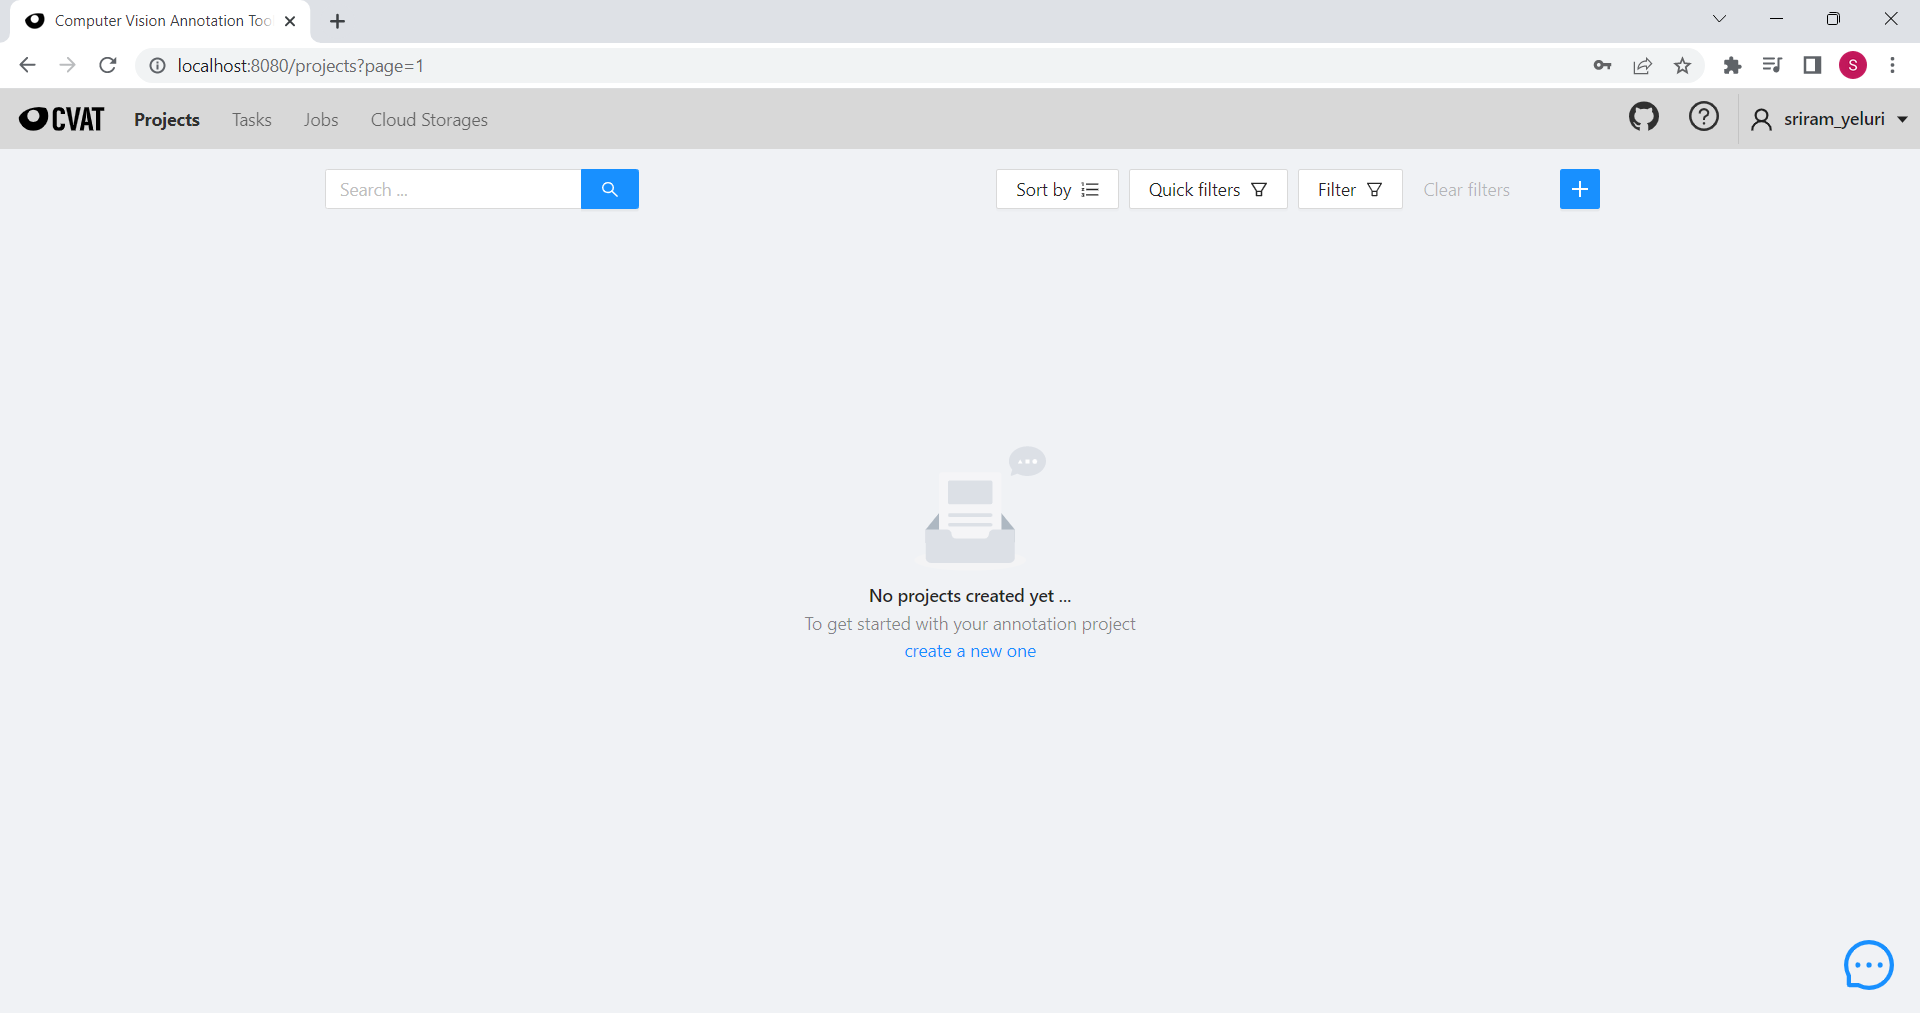 Computer Vision Annotation Too
localhost:8080/projects?page=1
S
CVAT Projects Tasks Jobs Cloud Storages sriram_yeluri
Search ... Sort by Quick filters Filter Clear filters
No projects created yet ...
To get started with your annotation project
create a new one